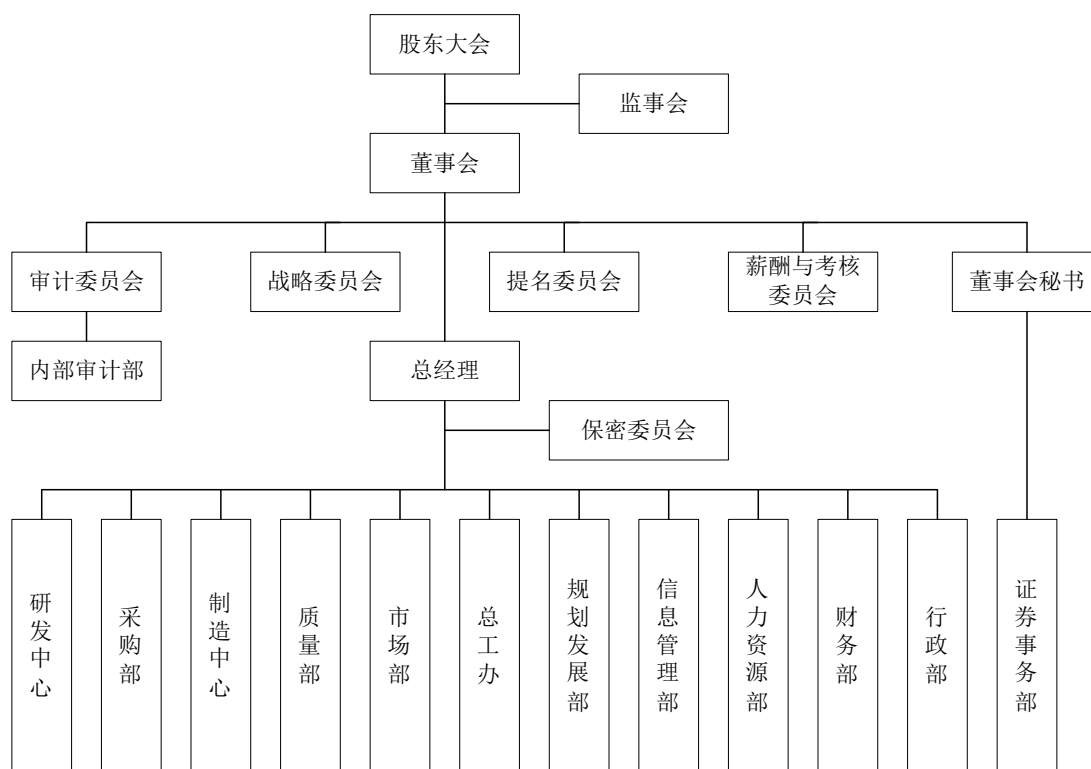 股东大会
监事会
董事会
审计委员会
战略委员会
提名委员会
薪酬与考核
委员会
董事会秘书
内部审计部
总经理
保密委员会
研发中心
采购部
制造中心
质量部
市场部
总工办
规划发展部
信息管理部
人力资源部
财务部
行政部
证券事务部